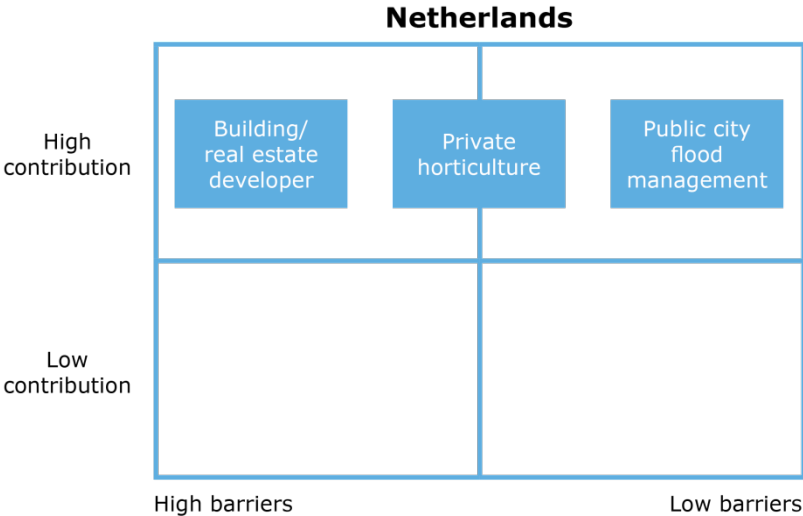 Netherlands
High
contribution
Building/
real estate
developer
Private
horticulture
Public city
flood
management
Low
contribution
High barriers
Low barriers